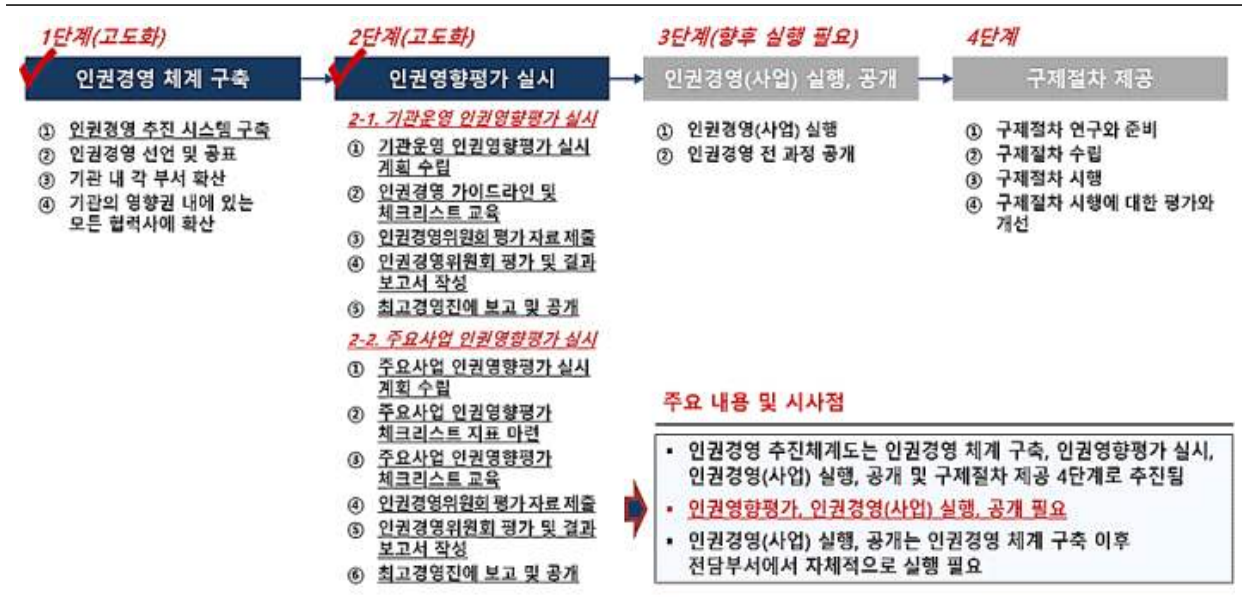 1단계(고도화)
인권경영 체계 구축
① 인권경영 추진 시스템 구축
② 인권경영 선언 및 공표
③ 기관 내 각 부서 확산
④ 기관의 영향권 내에 있는
모든 협력사에 확산
2단계(고도화)
인권영향평가 실시
2-1. 기관운영 인권영향평가 실시
① 기관운영 인권영향평가 실시
계획 수립
② 인권경영 가이드라인 및
체크리스트 교육
③ 인권경영위원회 평가 자료 제출
④ 인권경영위원회 평가 및 결과
보고서 작성
⑤ 최고경영진에 보고 및 공개
2-2. 주요사업 인권영향평가 실시
① 주요사업 인권영향평가 실시
계획 수립
② 주요사업 인권영향평가
체크리스트 지표 마련
③ 주요사업 인권영향평가
체크리스트 교육
④ 인권경영위원회 평가 자료 제출
⑤ 인권경영위원회 평가 및 결과
보고서 작성
⑥ 최고경영진에 보고 및 공개
3단계(향후 실행 필요)
인권경영(사업) 실행, 공개
① 인권경영(사업) 실행
② 인권경영 전 과정 공개
4단계
구제절차 제공
① 구제절차 연구와 준비
② 구제절차 수립
③ 구제절차 시행
④ 구제절차 시행에 대한 평가와
개선
주요 내용 및 시사점
▪ 인권경영 추진체계도는 인권경영 체계 구축, 인권영향평가 실시,
인권경영(사업) 실행, 공개 및 구제절차 제공 4단계로 추진됨
▪ 인권영향평가, 인권경영(사업) 실행, 공개 필요
▪ 인권경영(사업) 실행, 공개는 인권경영 체계 구축 이후
전담부서에서 자체적으로 실행 필요